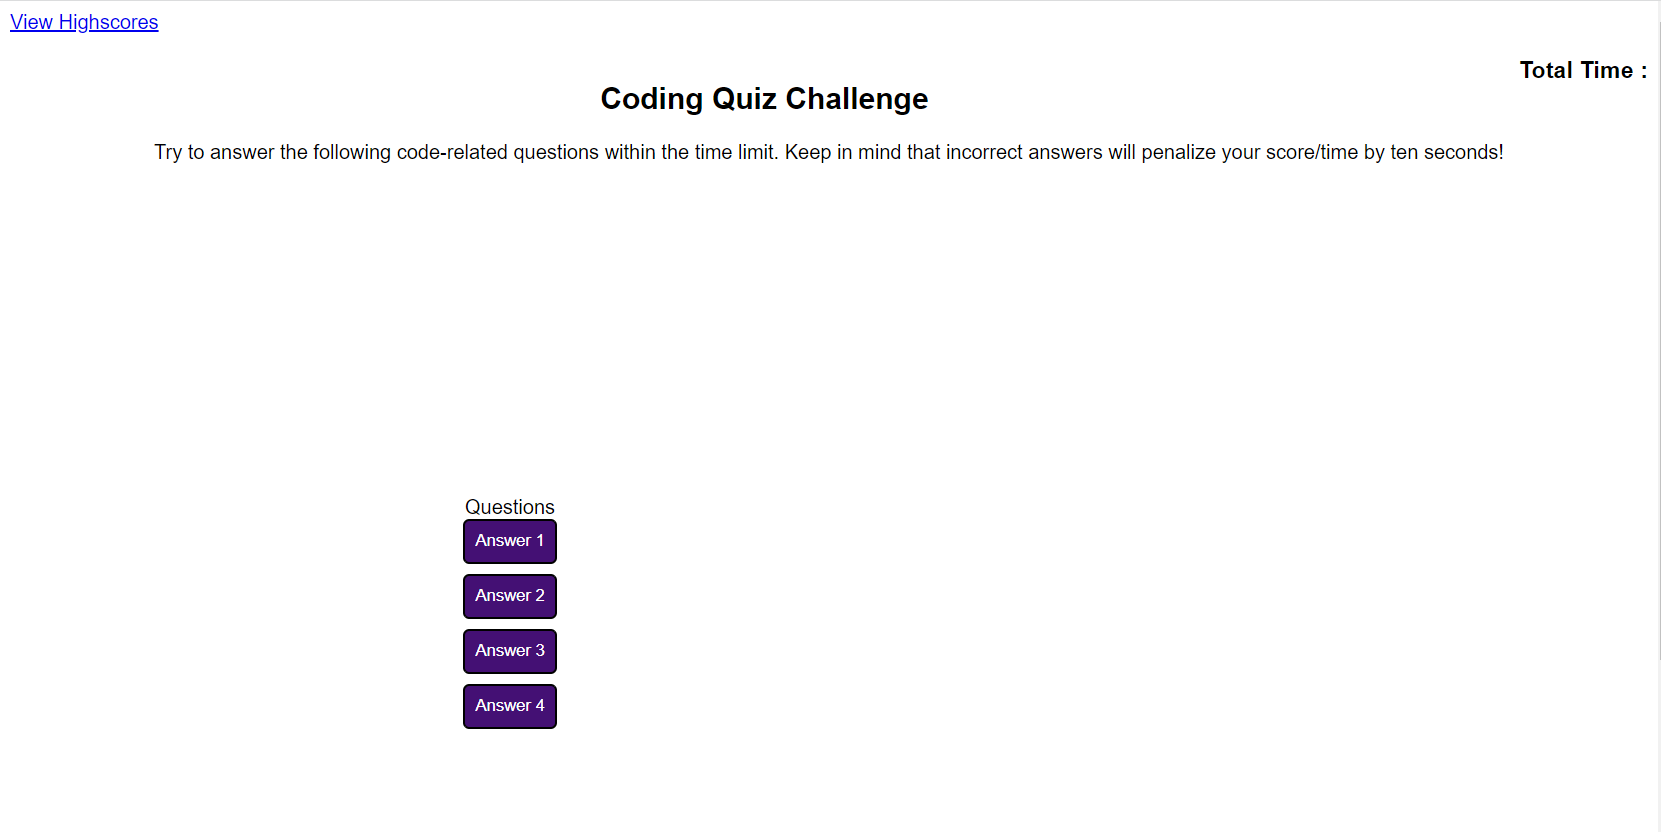 View Highscores
Total Time :
Coding Quiz Challenge
Try to answer the following code-related questions within the time limit. Keep in mind that incorrect answers will penalize your score/time by ten seconds!
Questions
Answer 1
Answer 2
Answer 3
Answer 4